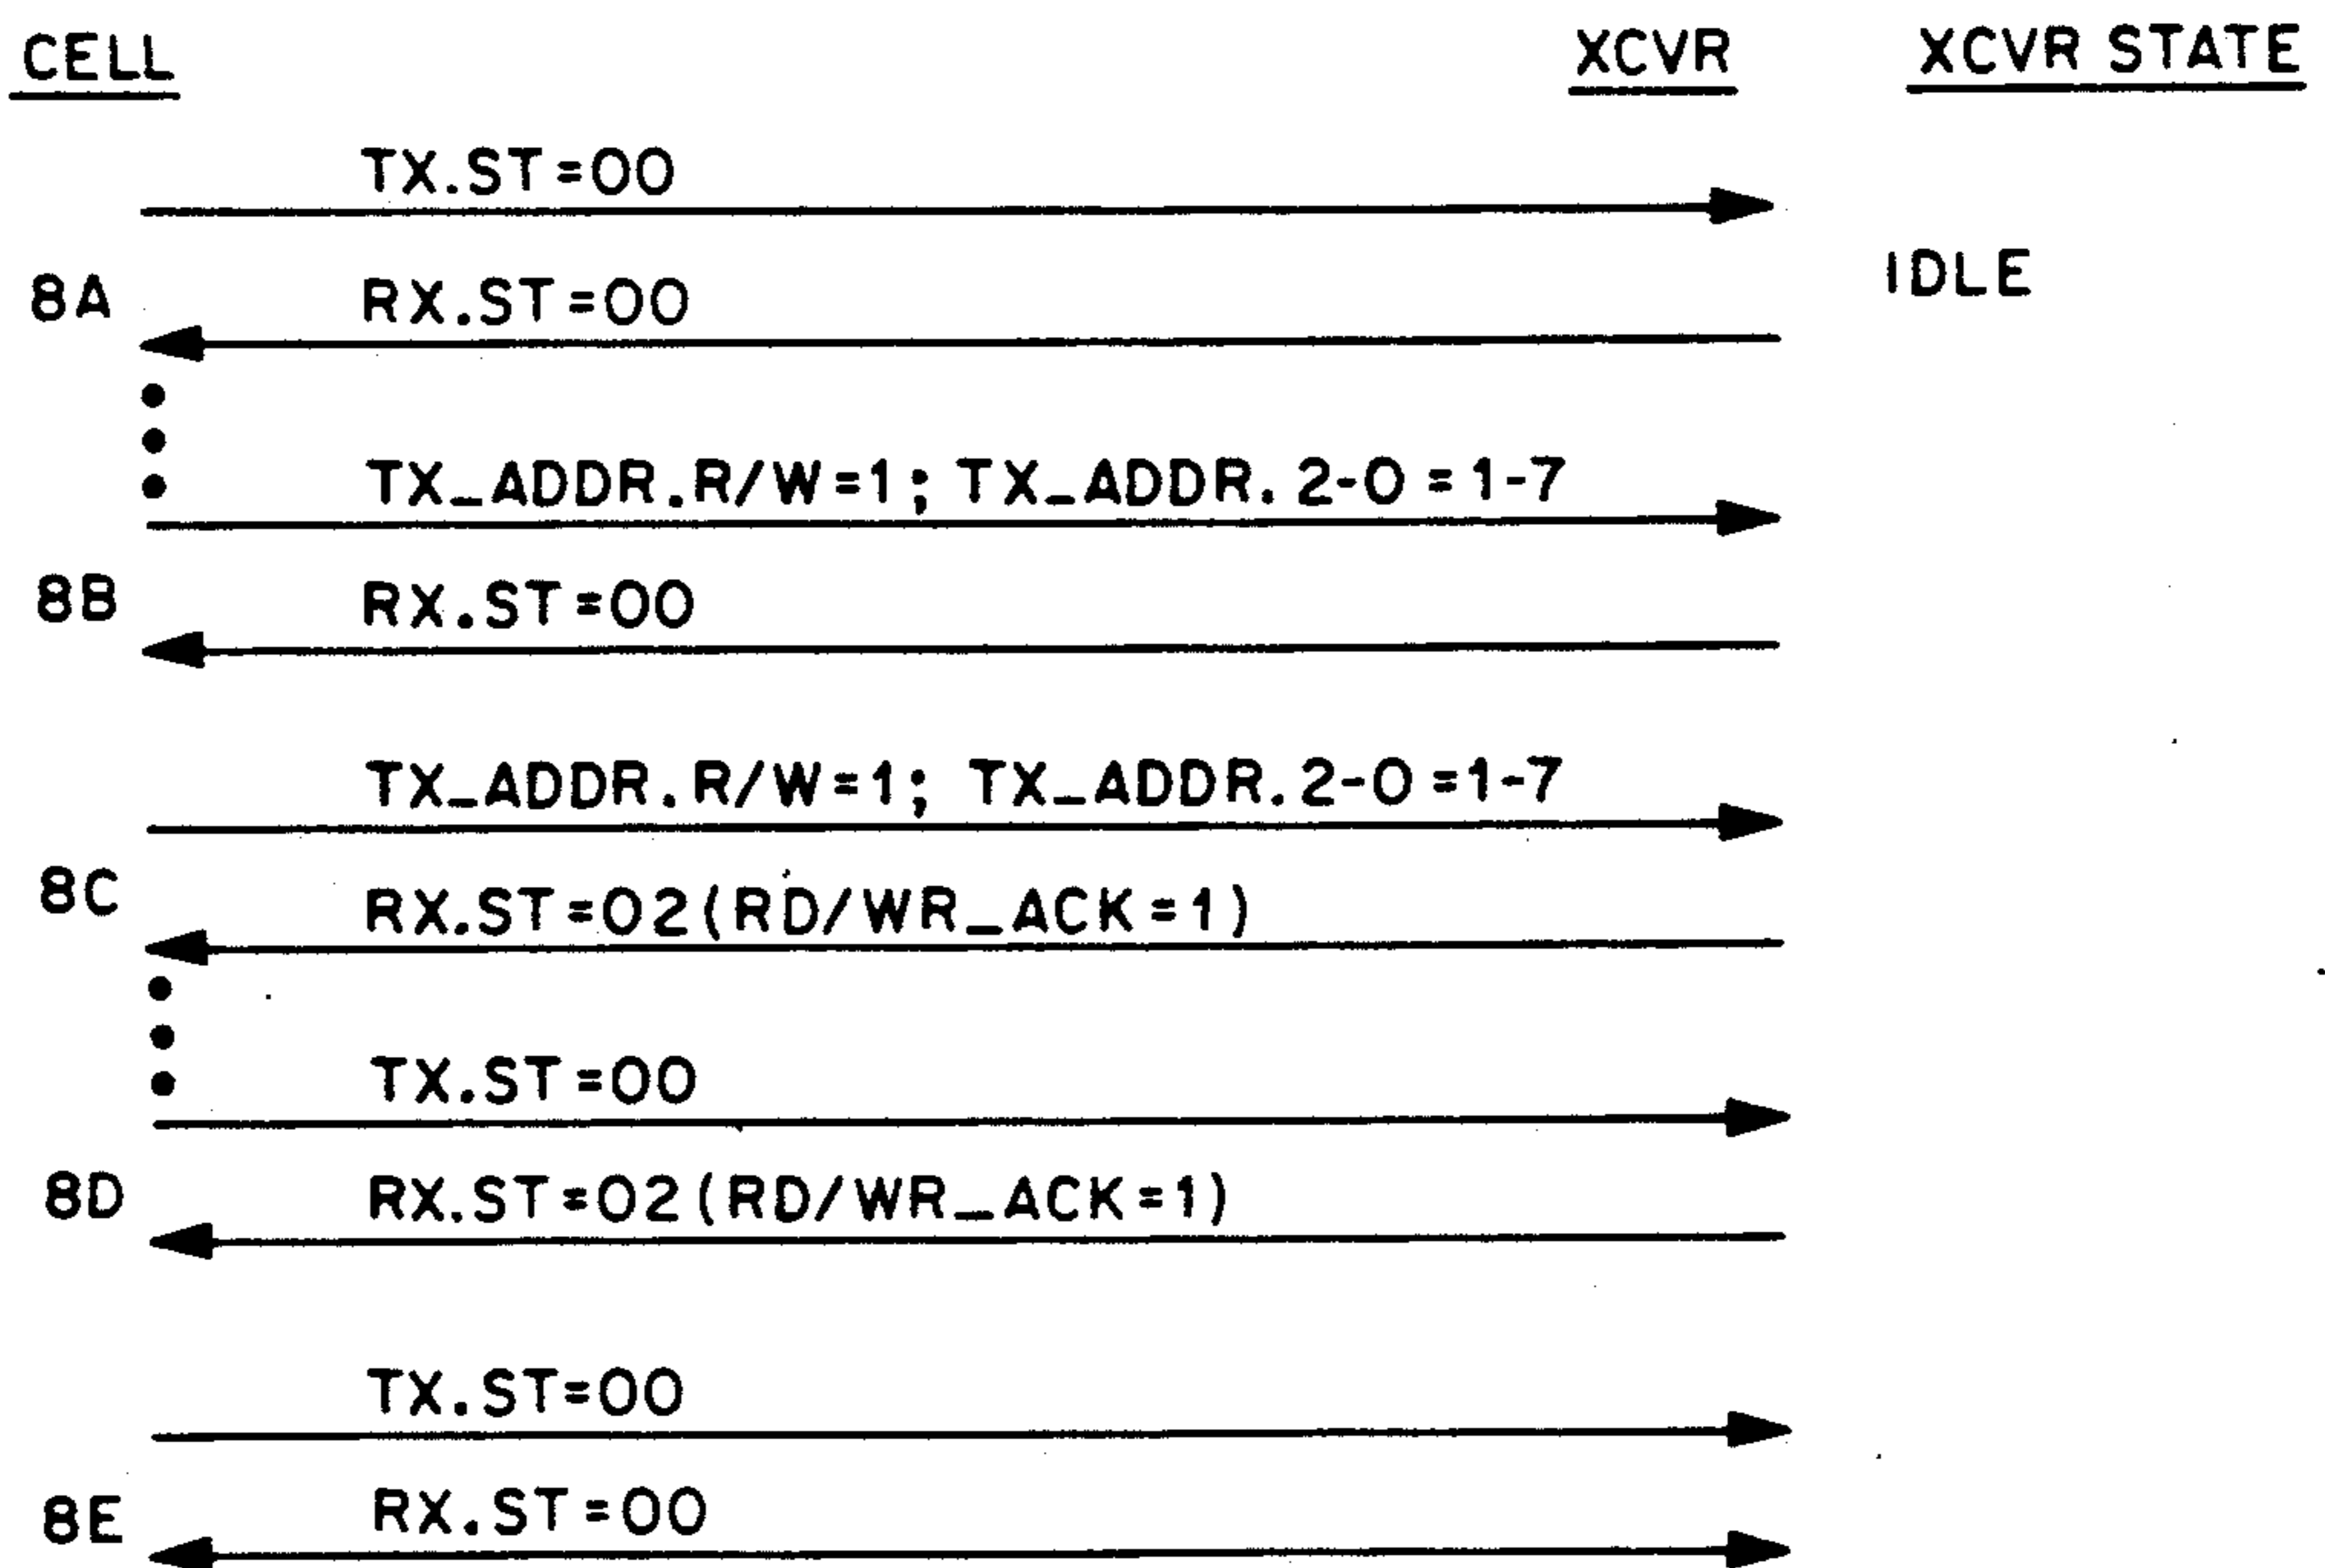 CELL XCVR XCVR STATE
TX.ST=00
IDLE
8A RX.ST=00
TX_ADDR.R/W=1; TX_ADDR.2-0=1-7
8B RX.ST=00
TX_ADDR.R/W=1; TX_ADDR.2-0=1-7
8C RX.ST=02(RD/WR_ACK=1)
TX.ST=00
8D RX.ST=02(RD/WR_ACK=1)
TX.ST=00
8E RX.ST=00